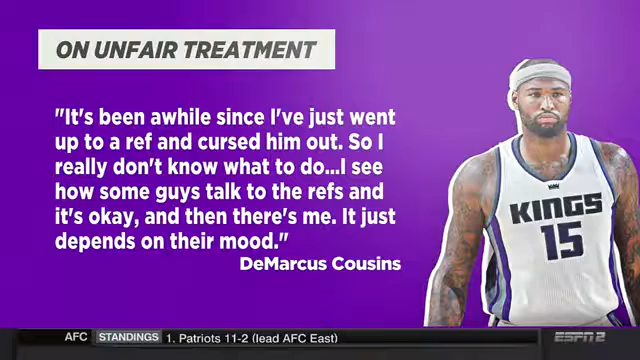 ON UNFAIR TREATMENT
"It's been awhile since I've just went
up to a ref and cursed him out. So I
really don't know what to do...I see
how some guys talk to the refs and
it's okay, and then there's me. It just
depends on their mood."
DeMarcus Cousins
KINGS
15
AFC STANDINGS 1. Patriots 11-2 (lead AFC East)
ESPN2